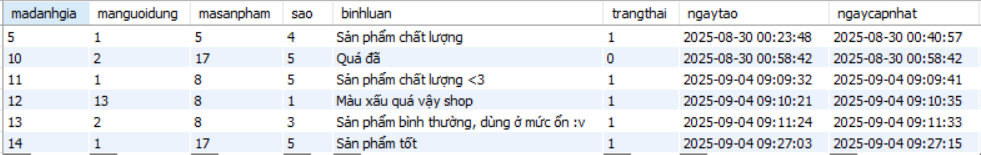 madanhgia manguoidung masanpham sao binhluan trangthai ngaytao ngaycapnhat
5 1 5 4 Sản phẩm chất lượng 1 2025-08-30 00:23:48 2025-08-30 00:40:57
10 2 17 5 Quá đã 0 2025-08-30 00:58:42 2025-08-30 00:58:42
11 1 8 5 Sản phẩm chất lượng <3 1 2025-09-04 09:09:32 2025-09-04 09:09:41
12 13 8 1 Màu xấu quá vậy shop 1 2025-09-04 09:10:21 2025-09-04 09:10:35
13 2 8 3 Sản phẩm bình thường, dùng ở mức ổn :v 1 2025-09-04 09:11:24 2025-09-04 09:11:33
14 1 17 5 Sản phẩm tốt 1 2025-09-04 09:27:03 2025-09-04 09:27:15